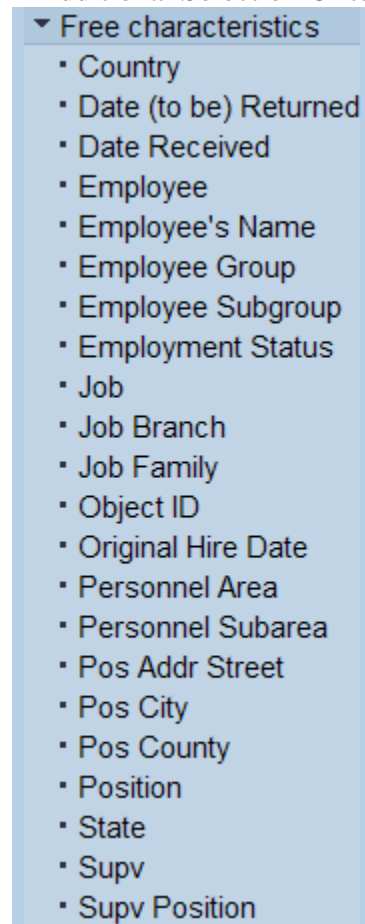 Free characteristics
Country
Date (to be) Returned
Date Received
Employee
Employee's Name
Employee Group
Employee Subgroup
Employment Status
Job
Job Branch
Job Family
Object ID
Original Hire Date
Personnel Area
Personnel Subarea
Pos Addr Street
Pos City
Pos County
Position
State
Supv
Supv Position